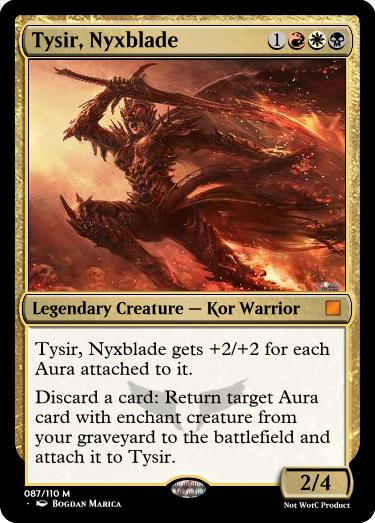 Tysir, Nyxblade 1
Legendary Creature — Kor Warrior
Tysir, Nyxblade gets +2/+2 for each
Aura attached to it.
Discard a card: Return target Aura
card with enchant creature from
your graveyard to the battlefield and
attach it to Tysir.
2/4
087/110 M
· Bogdan Marica
Not WotC Product